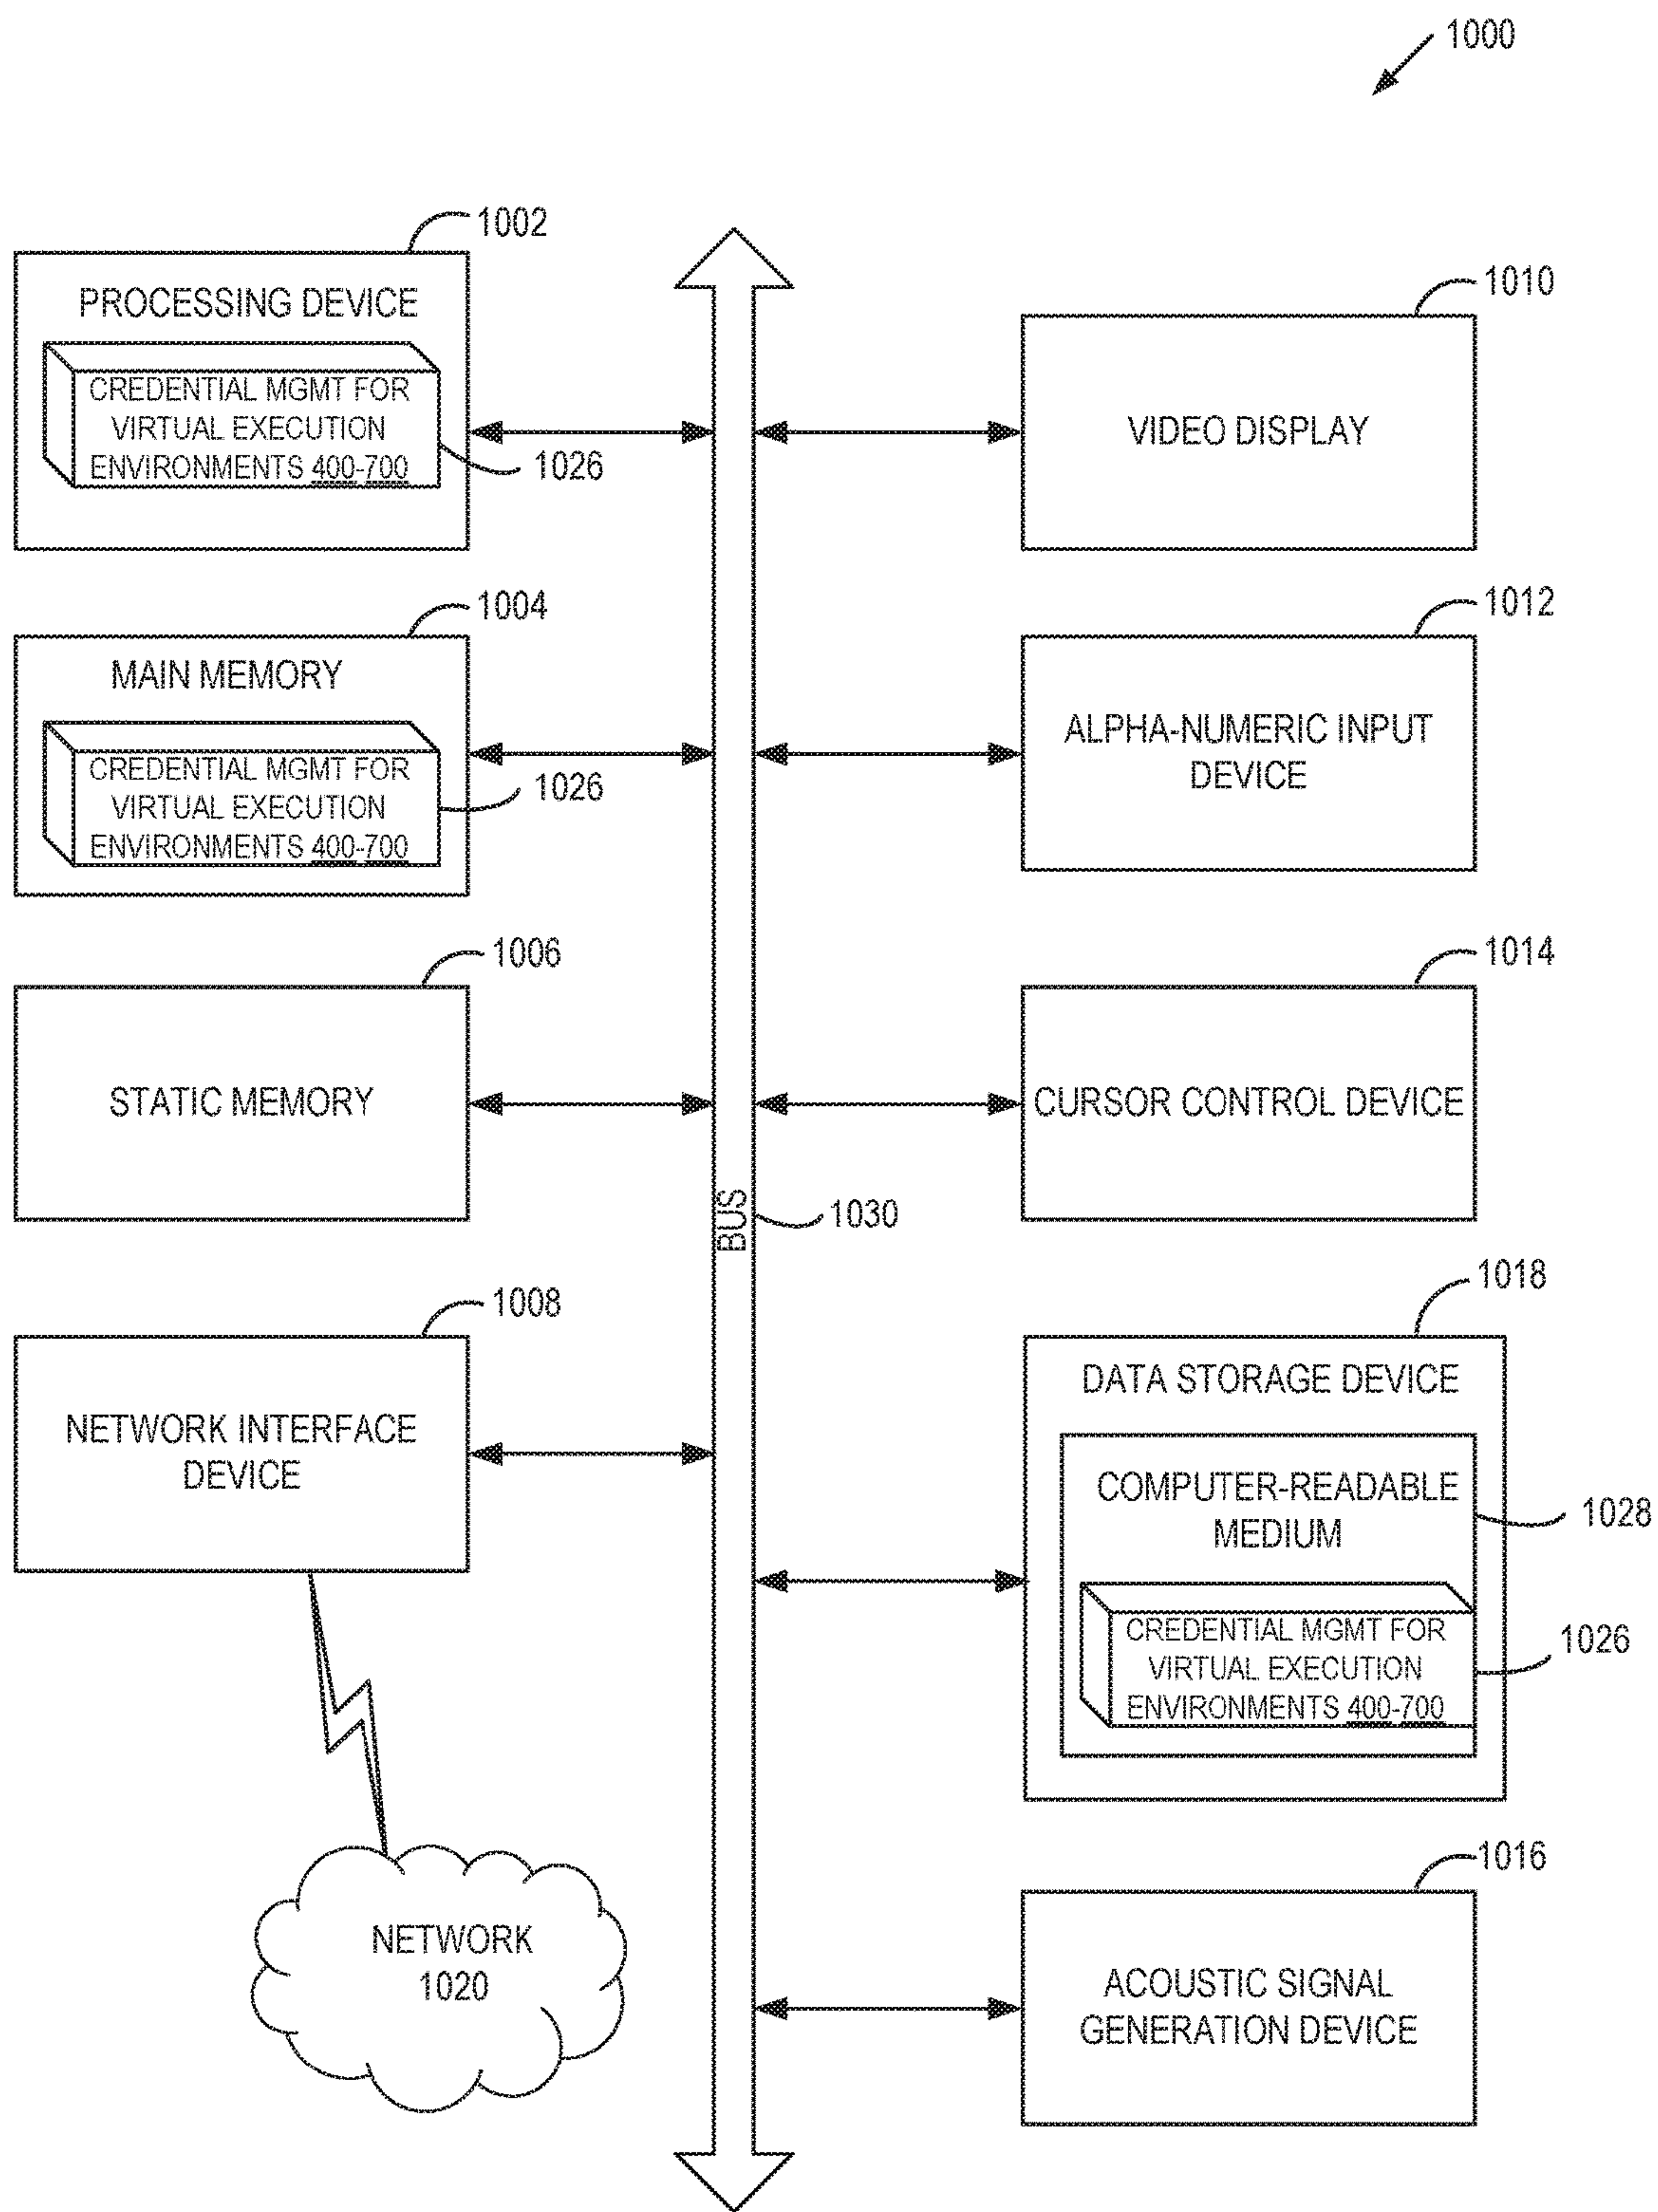 1000
1002
PROCESSING DEVICE
CREDENTIAL MGMT FOR
VIRTUAL EXECUTION
ENVIRONMENTS 400-700
1026
1004
MAIN MEMORY
CREDENTIAL MGMT FOR
VIRTUAL EXECUTION
ENVIRONMENTS 400-700
1026
1006
STATIC MEMORY
1008
NETWORK INTERFACE
DEVICE
NETWORK
1020
BUS
1030
1010
VIDEO DISPLAY
1012
ALPHA-NUMERIC INPUT
DEVICE
1014
CURSOR CONTROL DEVICE
1018
DATA STORAGE DEVICE
COMPUTER-READABLE
MEDIUM
1028
CREDENTIAL MGMT FOR
VIRTUAL EXECUTION
ENVIRONMENTS 400-700
1026
1016
ACOUSTIC SIGNAL
GENERATION DEVICE